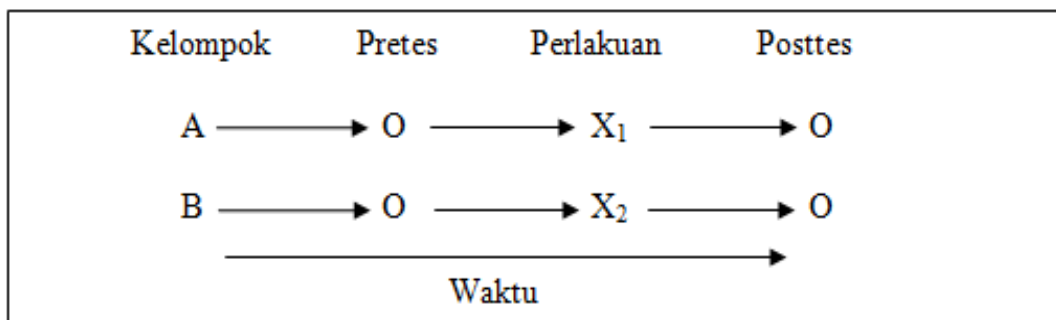 Kelompok Pretes Perlakuan Posttes
A O X₁ O
B O X₂ O
Waktu